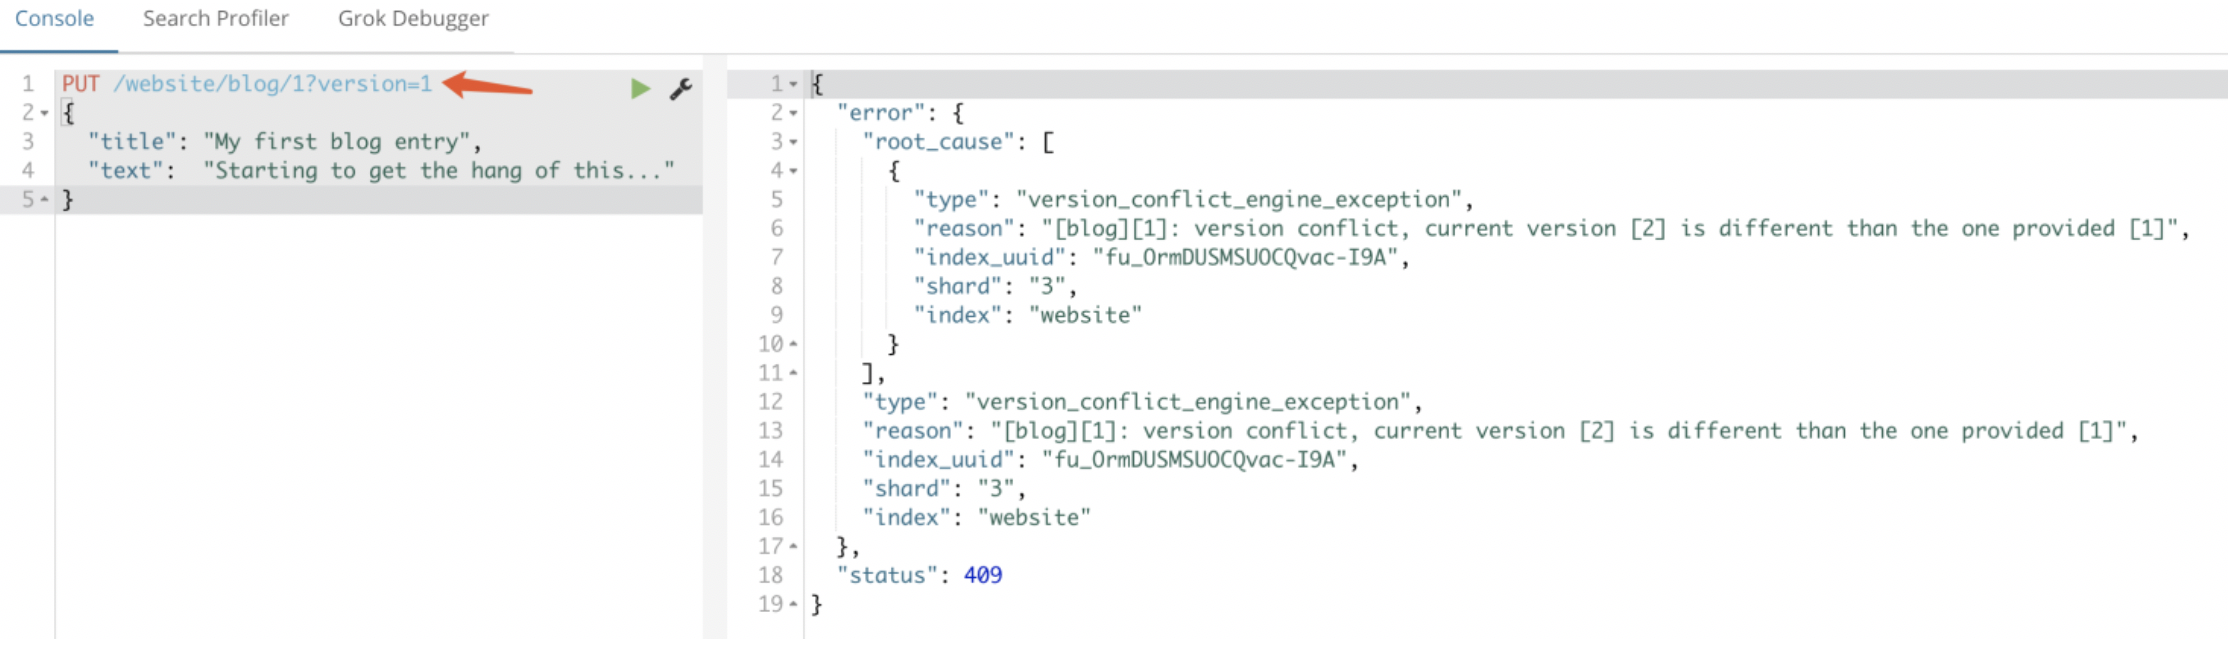 Console Search Profiler Grok Debugger
1 PUT /website/blog/1?version=1
2 {
3 "title": "My first blog entry",
4 "text": "Starting to get the hang of this..."
5 }
1 {
2 "error": {
3 "root_cause": [
4 {
5 "type": "version_conflict_engine_exception",
6 "reason": "[blog][1]: version conflict, current version [2] is different than the one provided [1]",
7 "index_uuid": "fu_OrmDUSMSUOCQvac-I9A",
8 "shard": "3",
9 "index": "website"
10 }
11 ],
12 "type": "version_conflict_engine_exception",
13 "reason": "[blog][1]: version conflict, current version [2] is different than the one provided [1]",
14 "index_uuid": "fu_OrmDUSMSUOCQvac-I9A",
15 "shard": "3",
16 "index": "website"
17 },
18 "status": 409
19 }